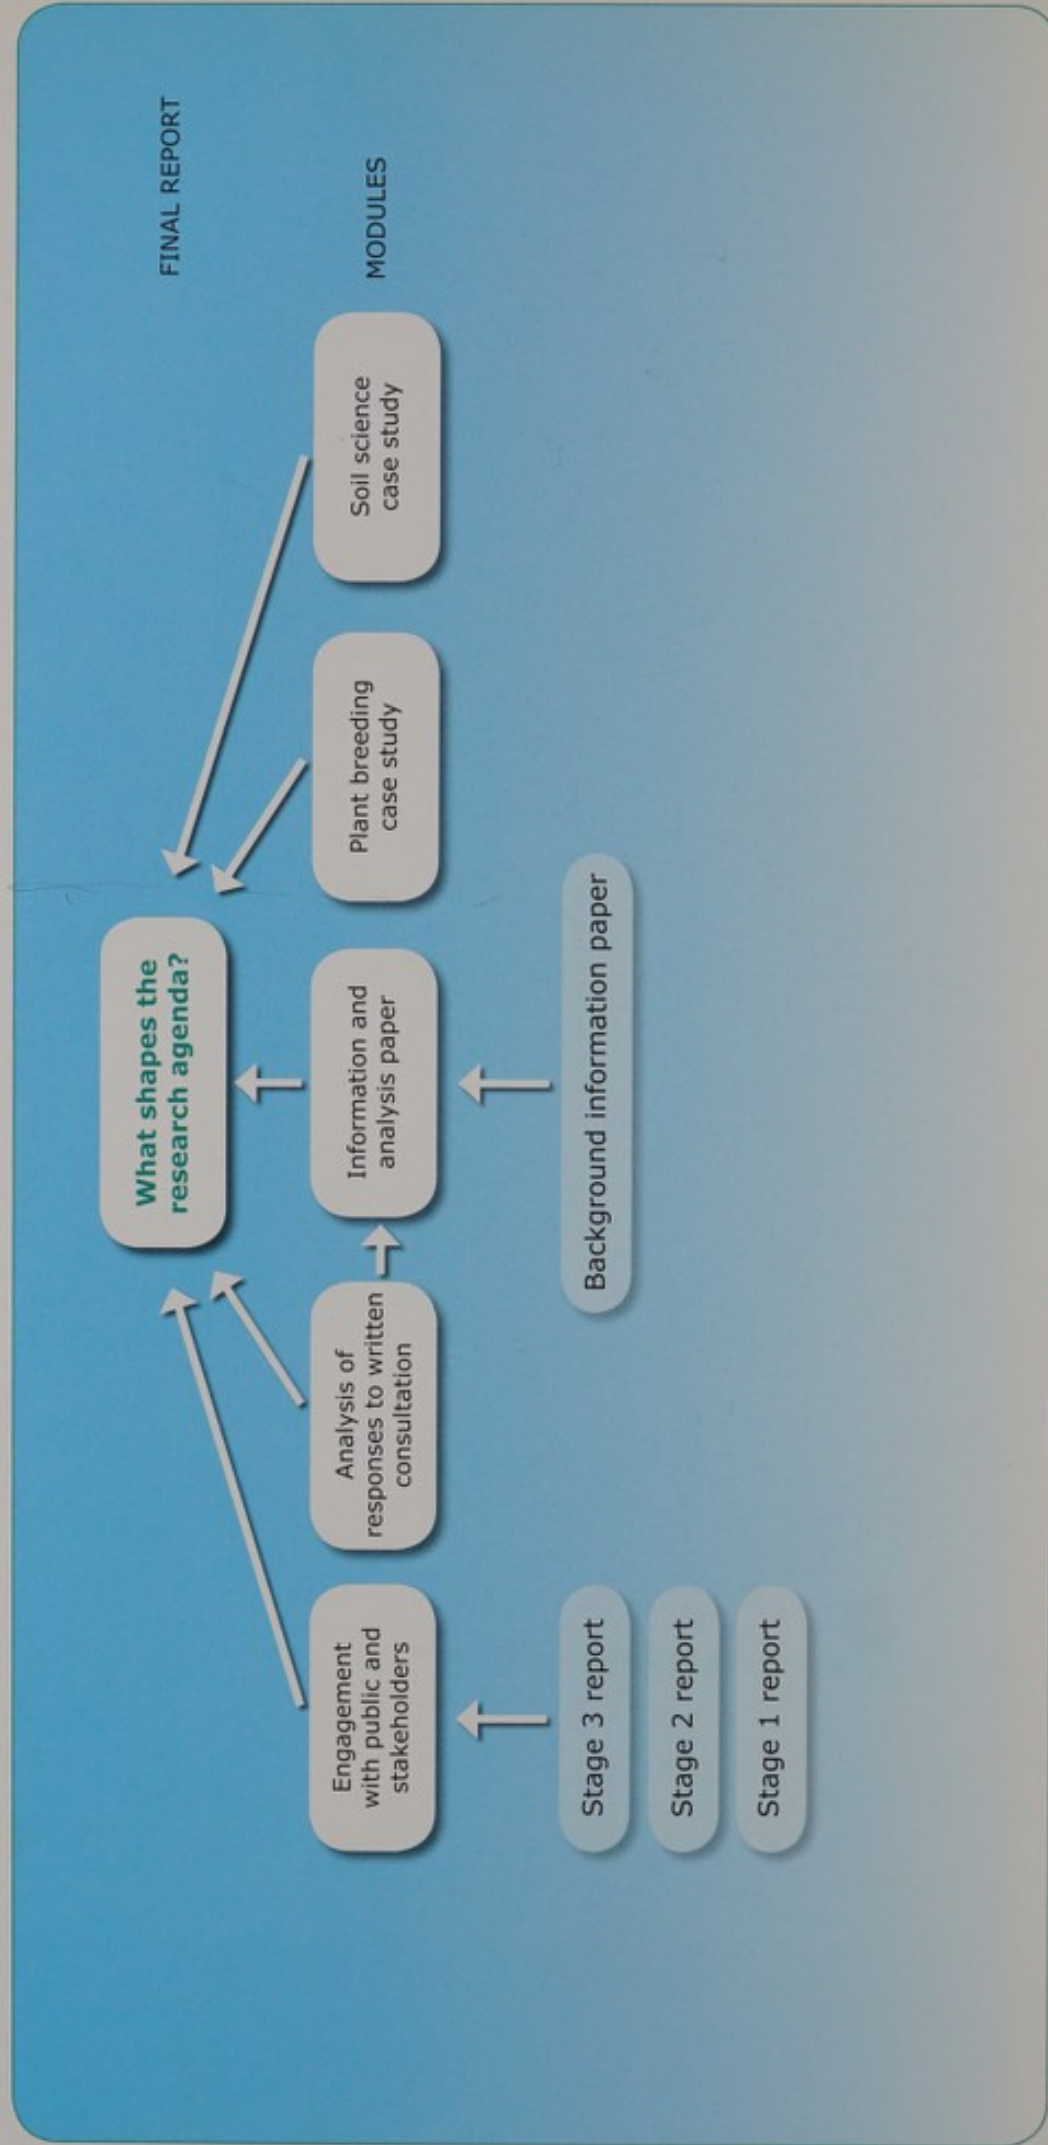 What shapes the
research agenda?
FINAL REPORT
Engagement
with public and
stakeholders
Analysis of
responses to written
consultation
Information and
analysis paper
Plant breeding
case study
Soil science
case study
MODULES
Stage 3 report
Stage 2 report
Stage 1 report
Background information paper